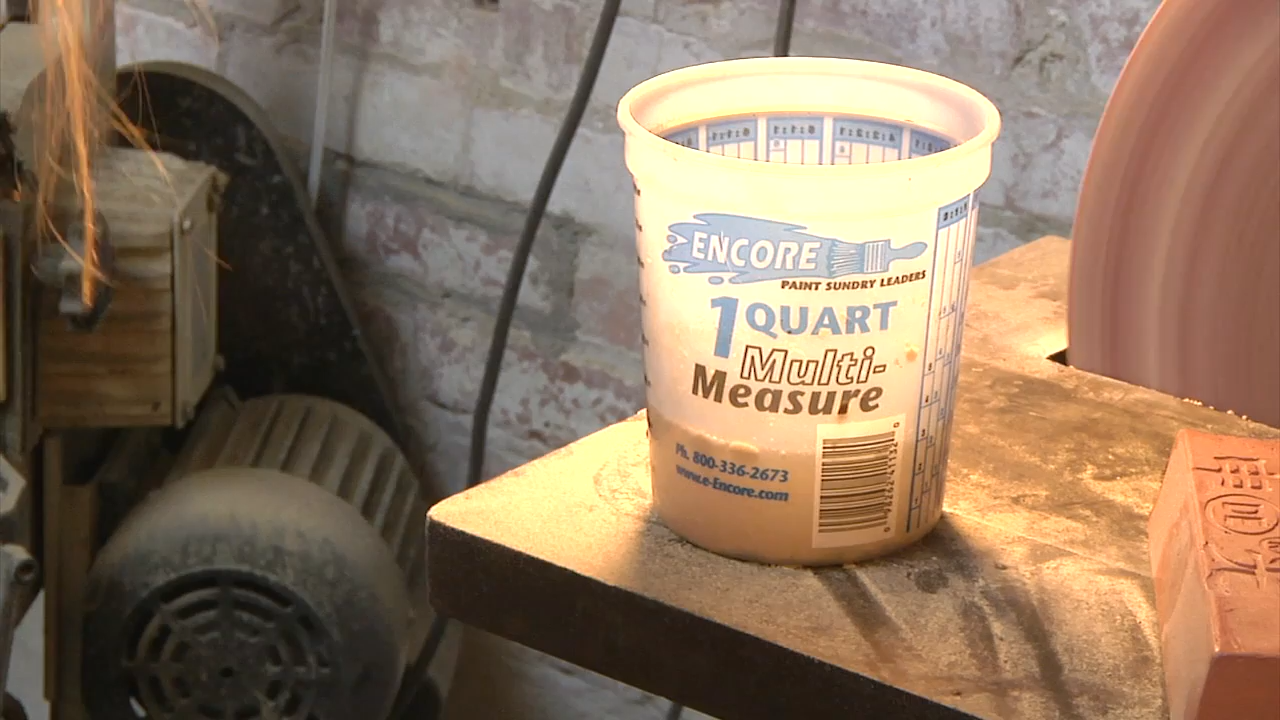 ENCORE
PAINT SUNDRY LEADERS
1 QUART
Multi-
Measure
Ph. 800-336-2673
www.e-Encore.com